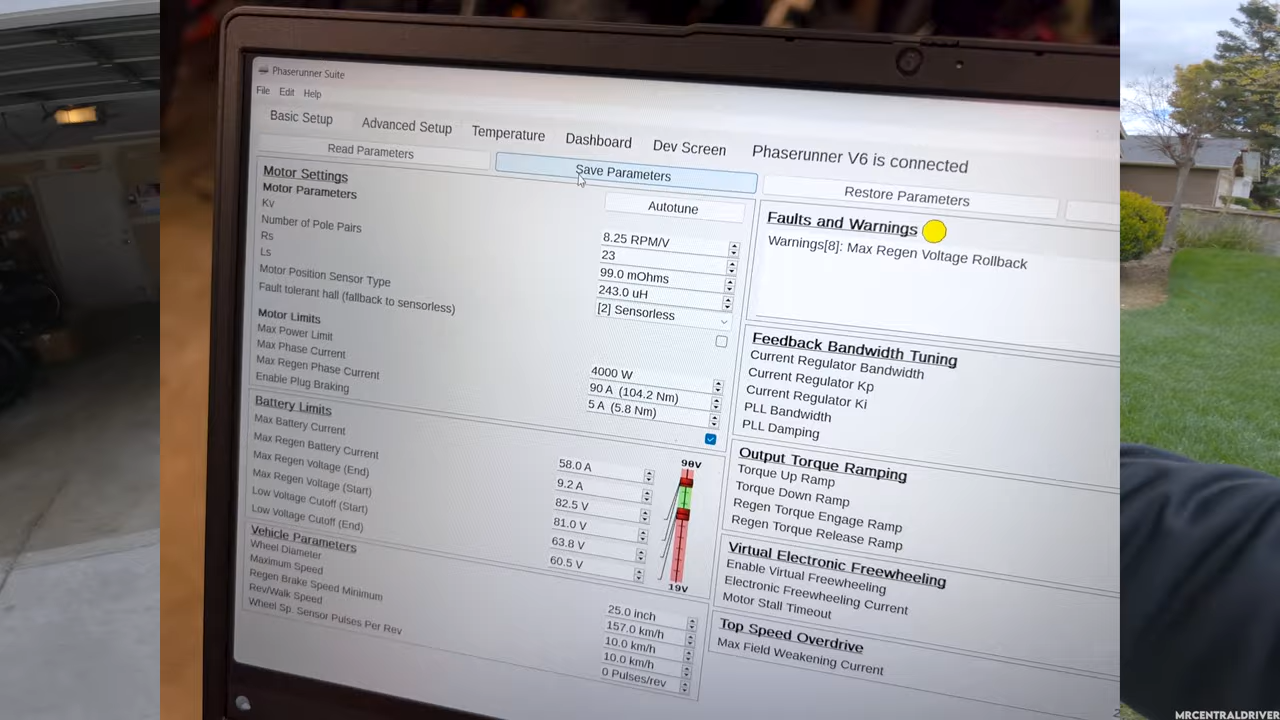 Phaserunner Suite
File Edit Help
Basic Setup Advanced Setup Temperature Dashboard Dev Screen Phaserunner V6 is connected
Read Parameters Save Parameters Restore Parameters
Motor Settings
Motor Parameters Autotune
Kv 8.25 RPM/V
Number of Pole Pairs 23
Rs 99.0 mOhms
Ls 243.0 uH
Motor Position Sensor Type [2] Sensorless
Fault tolerant hall (fallback to sensorless)
Motor Limits
Max Power Limit 4000 W
Max Phase Current 90 A (104.2 Nm)
Max Regen Phase Current 5 A (5.8 Nm)
Enable Plug Braking
Battery Limits
Max Battery Current 58.0 A
Max Regen Battery Current 9.2 A
Max Regen Voltage (End) 82.5 V
Max Regen Voltage (Start) 81.0 V
Low Voltage Cutoff (Start) 63.8 V
Low Voltage Cutoff (End) 60.5 V
90V
19V
Vehicle Parameters
Wheel Diameter 25.0 inch
Maximum Speed 157.0 km/h
Regen Brake Speed Minimum 10.0 km/h
Rev/Walk Speed 10.0 km/h
Wheel Sp. Sensor Pulses Per Rev 0 Pulses/rev
Faults and Warnings
Warnings[8]: Max Regen Voltage Rollback
Feedback Bandwidth Tuning
Current Regulator Bandwidth
Current Regulator Kp
Current Regulator Ki
PLL Bandwidth
PLL Damping
Output Torque Ramping
Torque Up Ramp
Torque Down Ramp
Regen Torque Engage Ramp
Regen Torque Release Ramp
Virtual Electronic Freewheeling
Enable Virtual Freewheeling
Electronic Freewheeling Current
Motor Stall Timeout
Top Speed Overdrive
Max Field Weakening Current
MRCENTRALDRIVER